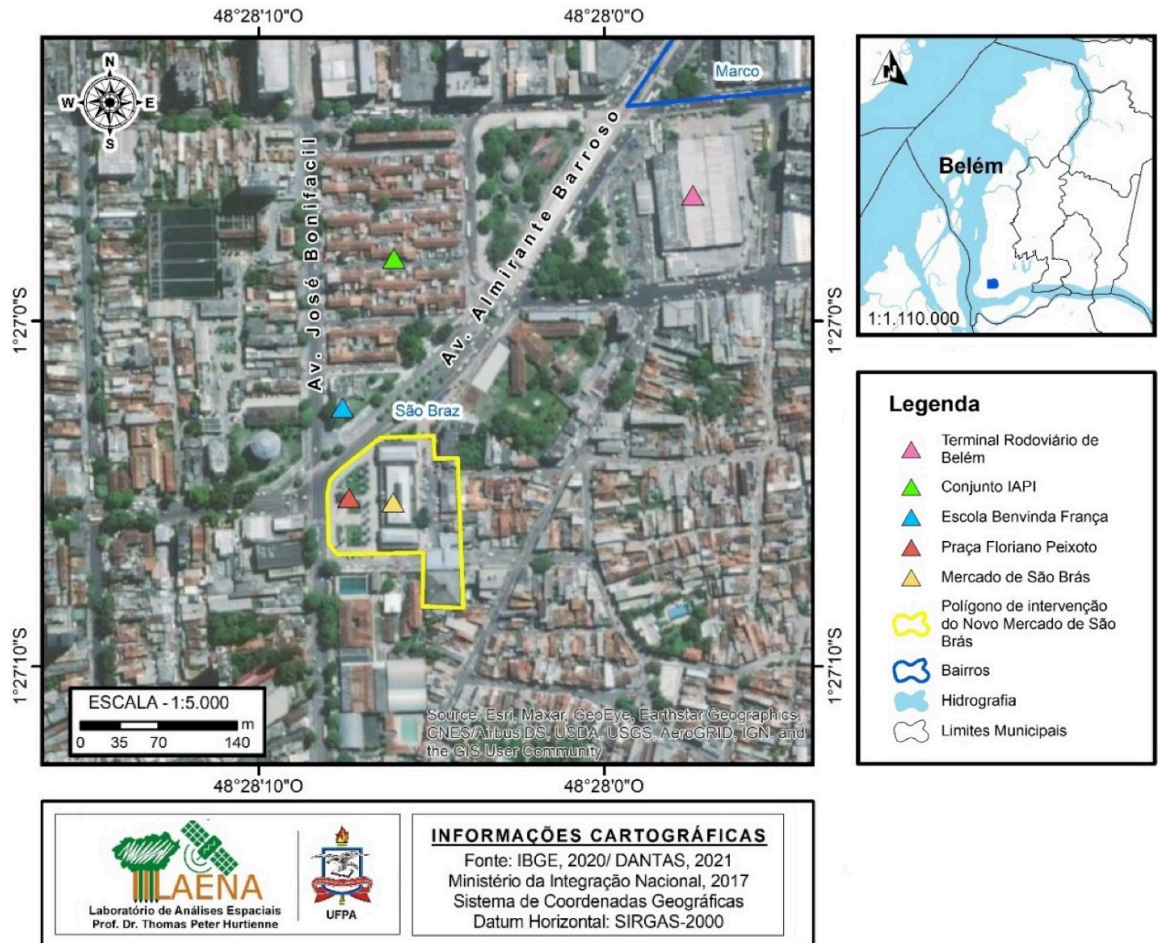 48°28'10"O
48°28'0"O
N
W
E
S
Marco
Av. José Bonifacil
Av. Almirante Barroso
São Braz
1°27'0"S
1°27'0"S
1°27'10"S
1°27'10"S
ESCALA - 1:5.000
0 35 70 140 m
Source: Esri, Maxar, GeoEye, Earthstar Geographics,
CNES/Airbus DS, USDA, USGS, AeroGRID, IGN, and
the GIS User Community
48°28'10"O
48°28'0"O
N
Belém
1:1.110.000
Legenda
Terminal Rodoviário de
Belém
Conjunto IAPI
Escola Benvinda França
Praça Floriano Peixoto
Mercado de São Brás
Polígono de intervenção
do Novo Mercado de São
Brás
Bairros
Hidrografia
Limites Municipais
LAENA
Laboratório de Análises Espaciais
Prof. Dr. Thomas Peter Hurtienne
UFPA
INFORMAÇÕES CARTOGRÁFICAS
Fonte: IBGE, 2020/ DANTAS, 2021
Ministério da Integração Nacional, 2017
Sistema de Coordenadas Geográficas
Datum Horizontal: SIRGAS-2000